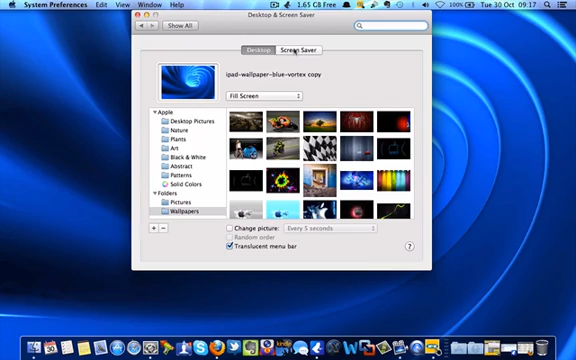 System Preferences Edit View Window Help 1.65 GB Free 100% Tue 30 Oct 09:17
Desktop & Screen Saver
Show All
Desktop Screen Saver
ipad-wallpaper-blue-vortex copy
Fill Screen
Apple
Desktop Pictures
Nature
Plants
Art
Black & White
Abstract
Patterns
Solid Colors
Folders
Pictures
Wallpapers
+ −
Change picture: Every 5 seconds
Random order
Translucent menu bar
?